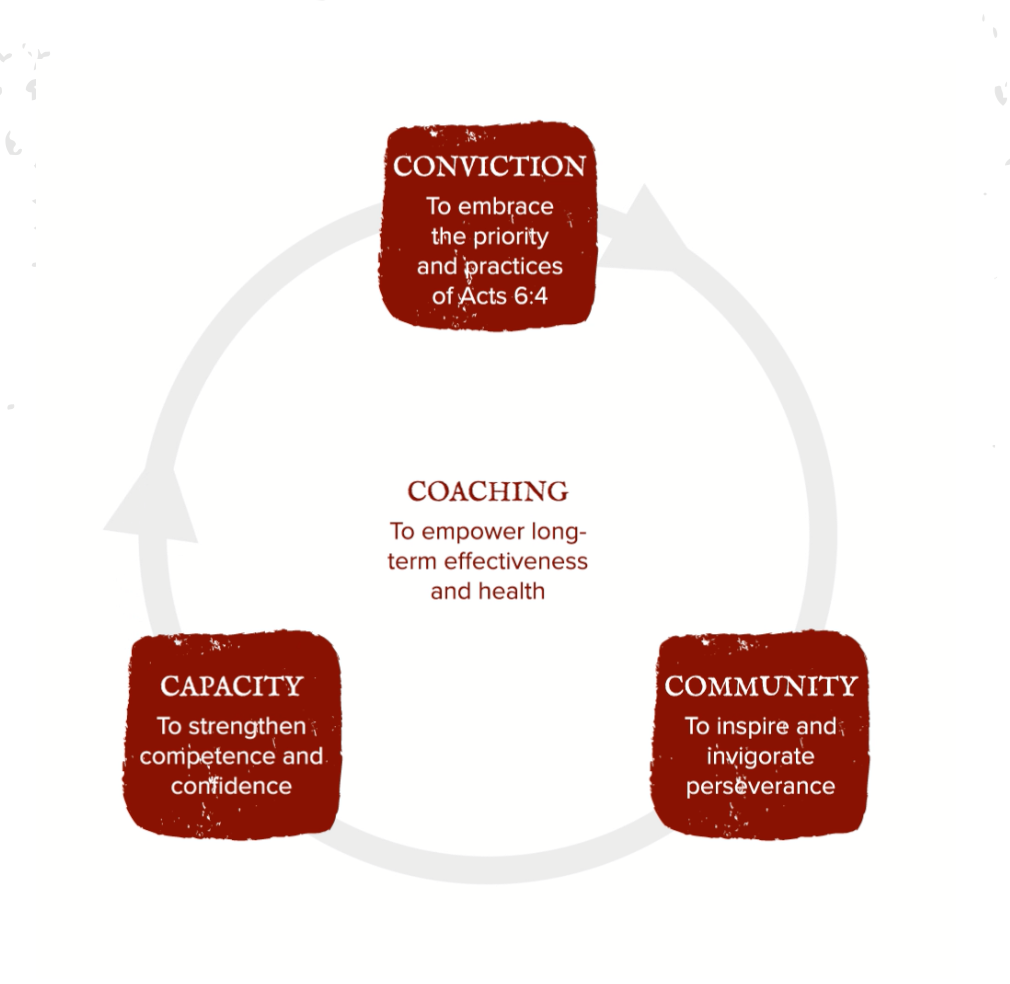 CONVICTION
To embrace
the priority
and practices
of Acts 6:4
COACHING
To empower long-
term effectiveness
and health
CAPACITY
To strengthen
competence and
confidence
COMMUNITY
To inspire and
invigorate
perseverance